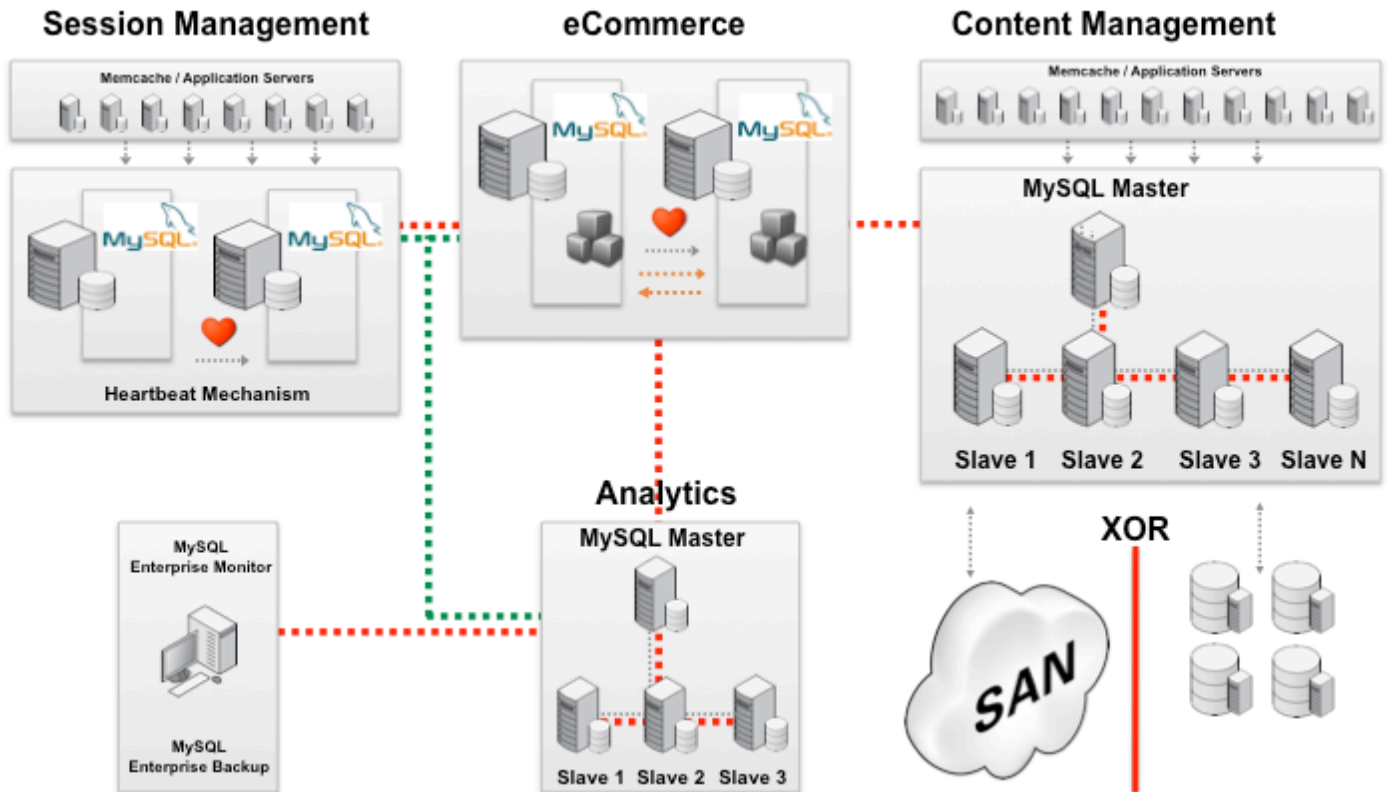 Session Management
eCommerce
Content Management
Memcache / Application Servers
Memcache / Application Servers
MySQL
MySQL
MySQL
MySQL
Heartbeat Mechanism
MySQL Master
Slave 1
Slave 2
Slave 3
Slave N
Analytics
MySQL Master
Slave 1
Slave 2
Slave 3
MySQL
Enterprise Monitor
MySQL
Enterprise Backup
XOR
SAN